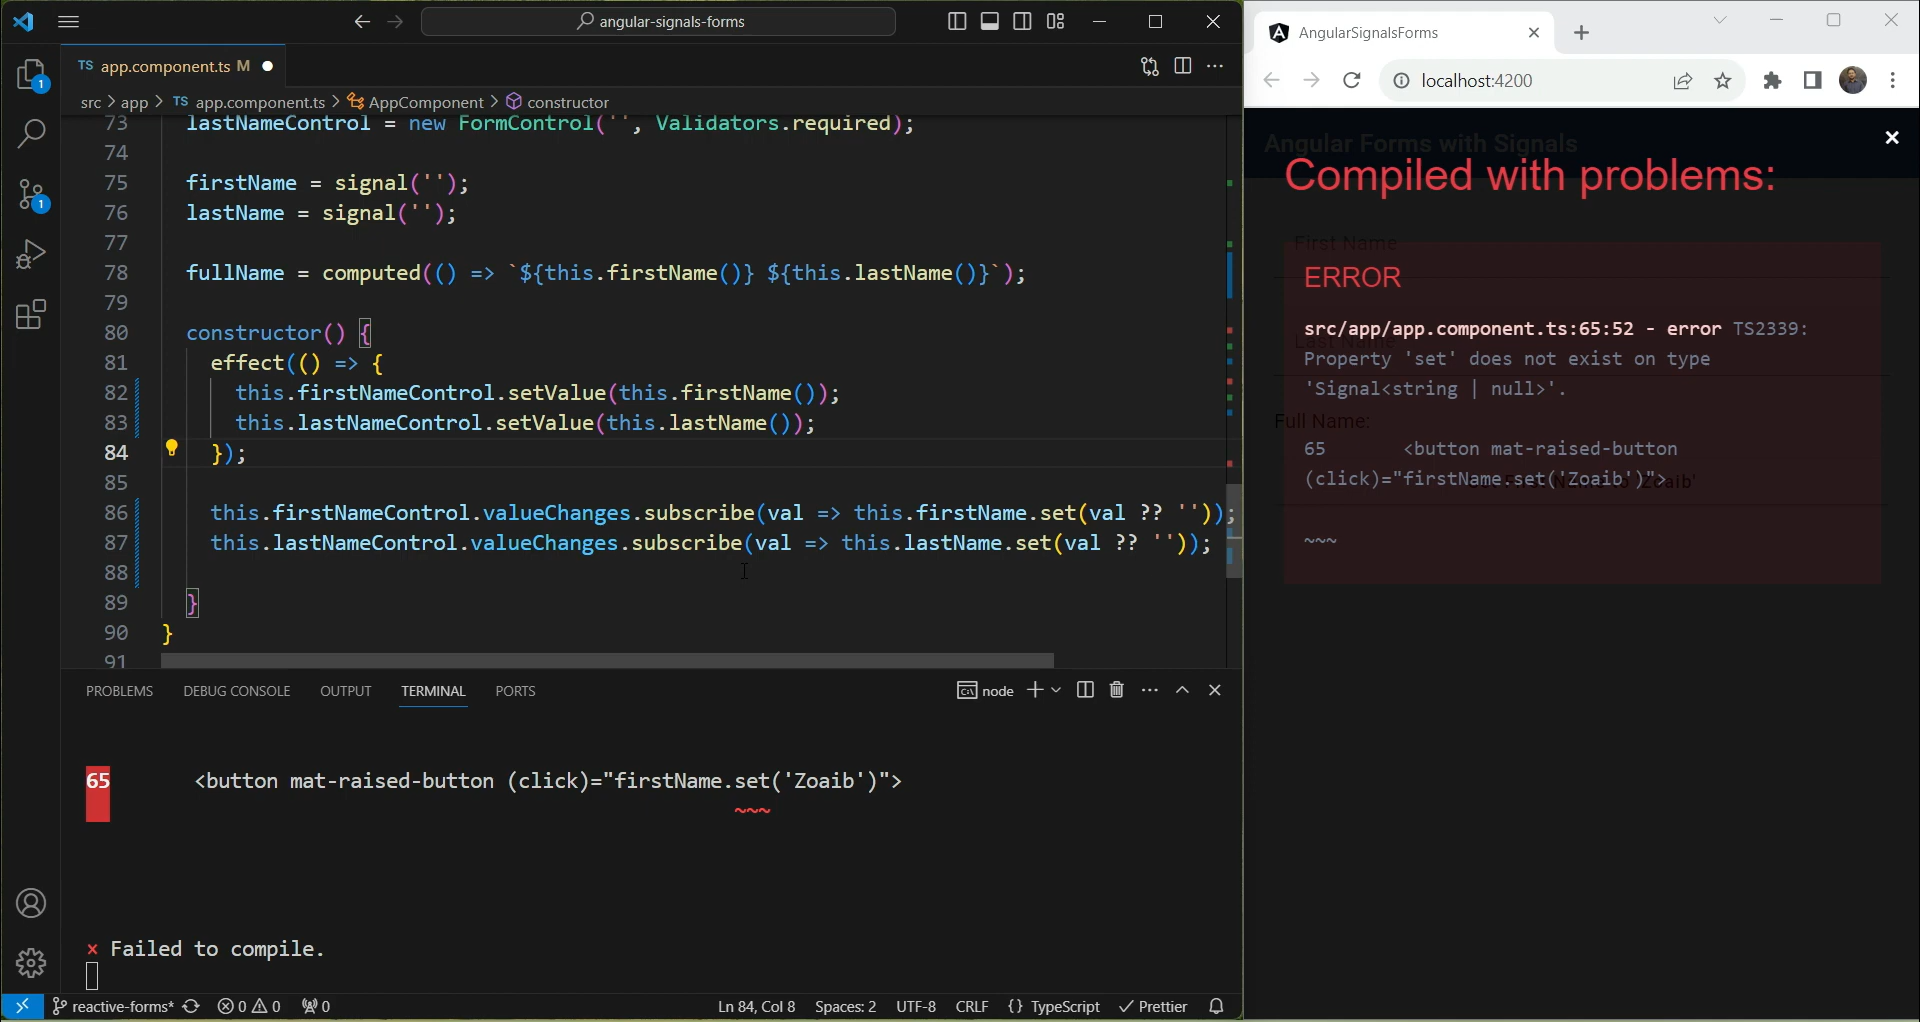 angular-signals-forms
TS app.component.ts M
src > app > TS app.component.ts > AppComponent > constructor
73 lastNameControl = new FormControl('', Validators.required);
74
75 firstName = signal('');
76 lastName = signal('');
77
78 fullName = computed(() => `${this.firstName()} ${this.lastName()}`);
79
80 constructor() {
81 effect(() => {
82 this.firstNameControl.setValue(this.firstName());
83 this.lastNameControl.setValue(this.lastName());
84 });
85
86 this.firstNameControl.valueChanges.subscribe(val => this.firstName.set(val ?? ''));
87 this.lastNameControl.valueChanges.subscribe(val => this.lastName.set(val ?? ''));
88
89 }
90 }
91
PROBLEMS DEBUG CONSOLE OUTPUT TERMINAL PORTS
node
65 <button mat-raised-button (click)="firstName.set('Zoaib')">
~~~
× Failed to compile.
1
1
reactive-forms* 0 0 0 Ln 84, Col 8 Spaces: 2 UTF-8 CRLF {} TypeScript Prettier
AngularSignalsForms
localhost:4200
Angular Forms with Signals
Compiled with problems:
First Name
ERROR
src/app/app.component.ts:65:52 - error TS2339:
Last Name
Property 'set' does not exist on type
'Signal<string | null>'.
Full Name:
65 <button mat-raised-button
(click)="firstName.set('Zoaib')">
~~~